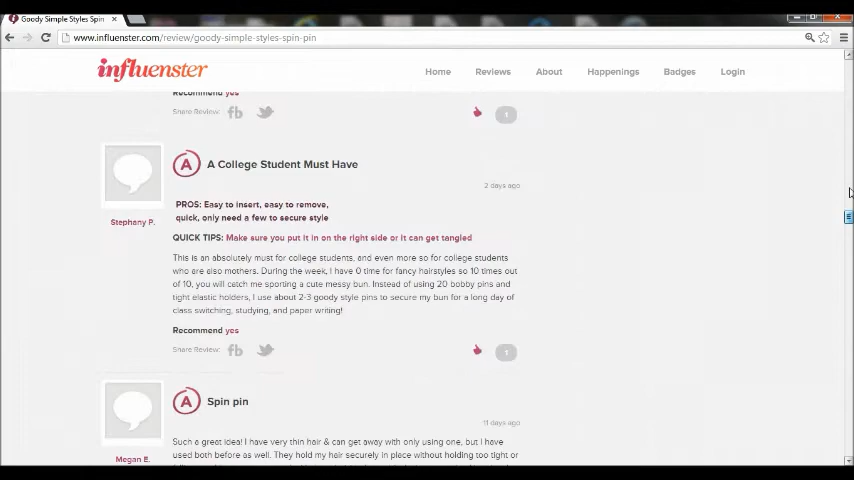 Goody Simple Styles Spin
www.influenster.com/review/goody-simple-styles-spin-pin
influenster
Home Reviews About Happenings Badges Login
Recommend yes
Share Review: fb
1
A A College Student Must Have
2 days ago
PROS: Easy to insert, easy to remove,
quick, only need a few to secure style
Stephany P.
QUICK TIPS: Make sure you put it in on the right side or it can get tangled
This is an absolutely must for college students, and even more so for college students
who are also mothers. During the week, I have 0 time for fancy hairstyles so 10 times out
of 10, you will catch me sporting a cute messy bun. Instead of using 20 bobby pins and
tight elastic holders, I use about 2-3 goody style pins to secure my bun for a long day of
class switching, studying, and paper writing!
Recommend yes
Share Review: fb
1
A Spin pin
11 days ago
Such a great idea! I have very thin hair & can get away with only using one, but I have
used both before as well. They hold my hair securely in place without holding too tight or
Megan E.